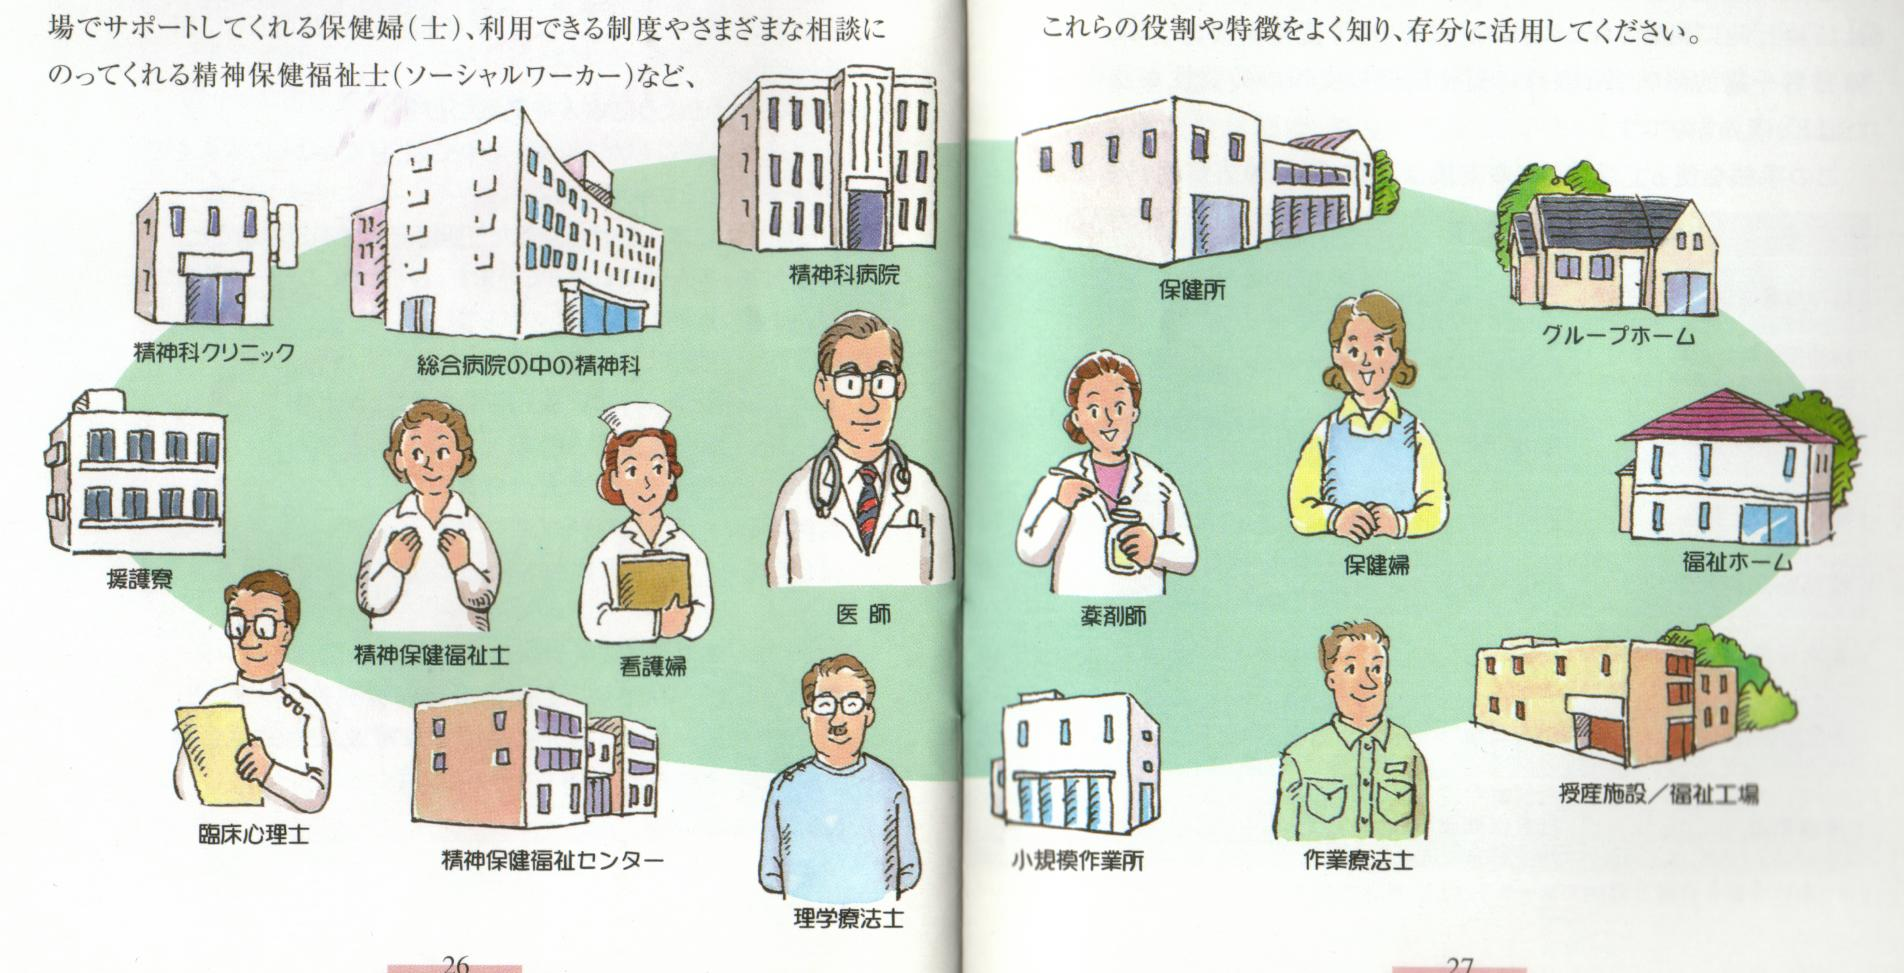 場でサポートしてくれる保健婦（士）、利用できる制度やさまざまな相談に
のってくれる精神保健福祉士（ソーシャルワーカー）など、
これらの役割や特徴をよく知り、存分に活用してください。
精神科クリニック
総合病院の中の精神科
精神科病院
援護寮
精神保健福祉士
看護婦
医師
臨床心理士
精神保健福祉センター
理学療法士
26
保健所
グループホーム
薬剤師
保健婦
福祉ホーム
小規模作業所
作業療法士
授産施設／福祉工場
27